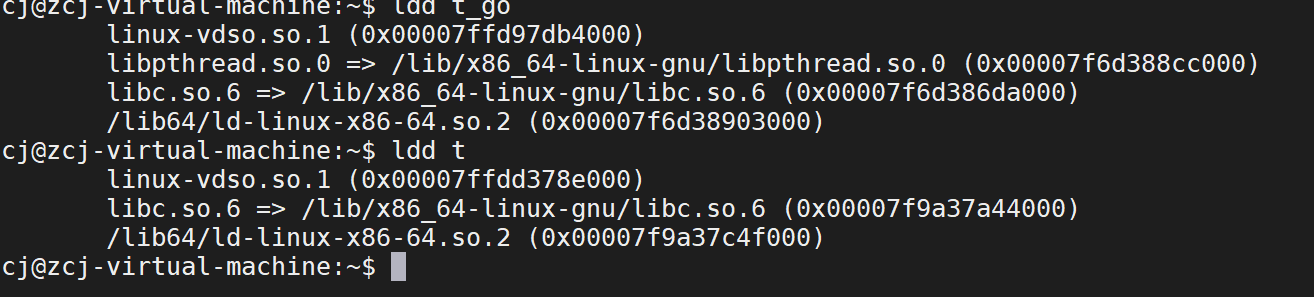 cj@zcj-virtual-machine:~$ ldd t_go
linux-vdso.so.1 (0x00007ffd97db4000)
libpthread.so.0 => /lib/x86_64-linux-gnu/libpthread.so.0 (0x00007f6d388cc000)
libc.so.6 => /lib/x86_64-linux-gnu/libc.so.6 (0x00007f6d386da000)
/lib64/ld-linux-x86-64.so.2 (0x00007f6d38903000)
cj@zcj-virtual-machine:~$ ldd t
linux-vdso.so.1 (0x00007ffdd378e000)
libc.so.6 => /lib/x86_64-linux-gnu/libc.so.6 (0x00007f9a37a44000)
/lib64/ld-linux-x86-64.so.2 (0x00007f9a37c4f000)
cj@zcj-virtual-machine:~$